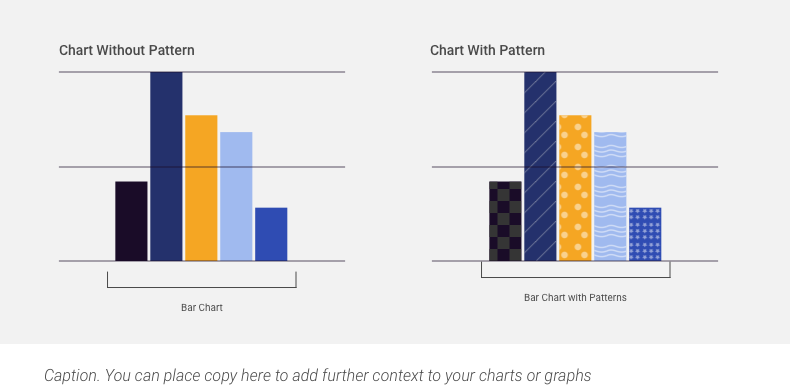 Chart Without Pattern
Chart With Pattern
Bar Chart
Bar Chart with Patterns
Caption. You can place copy here to add further context to your charts or graphs